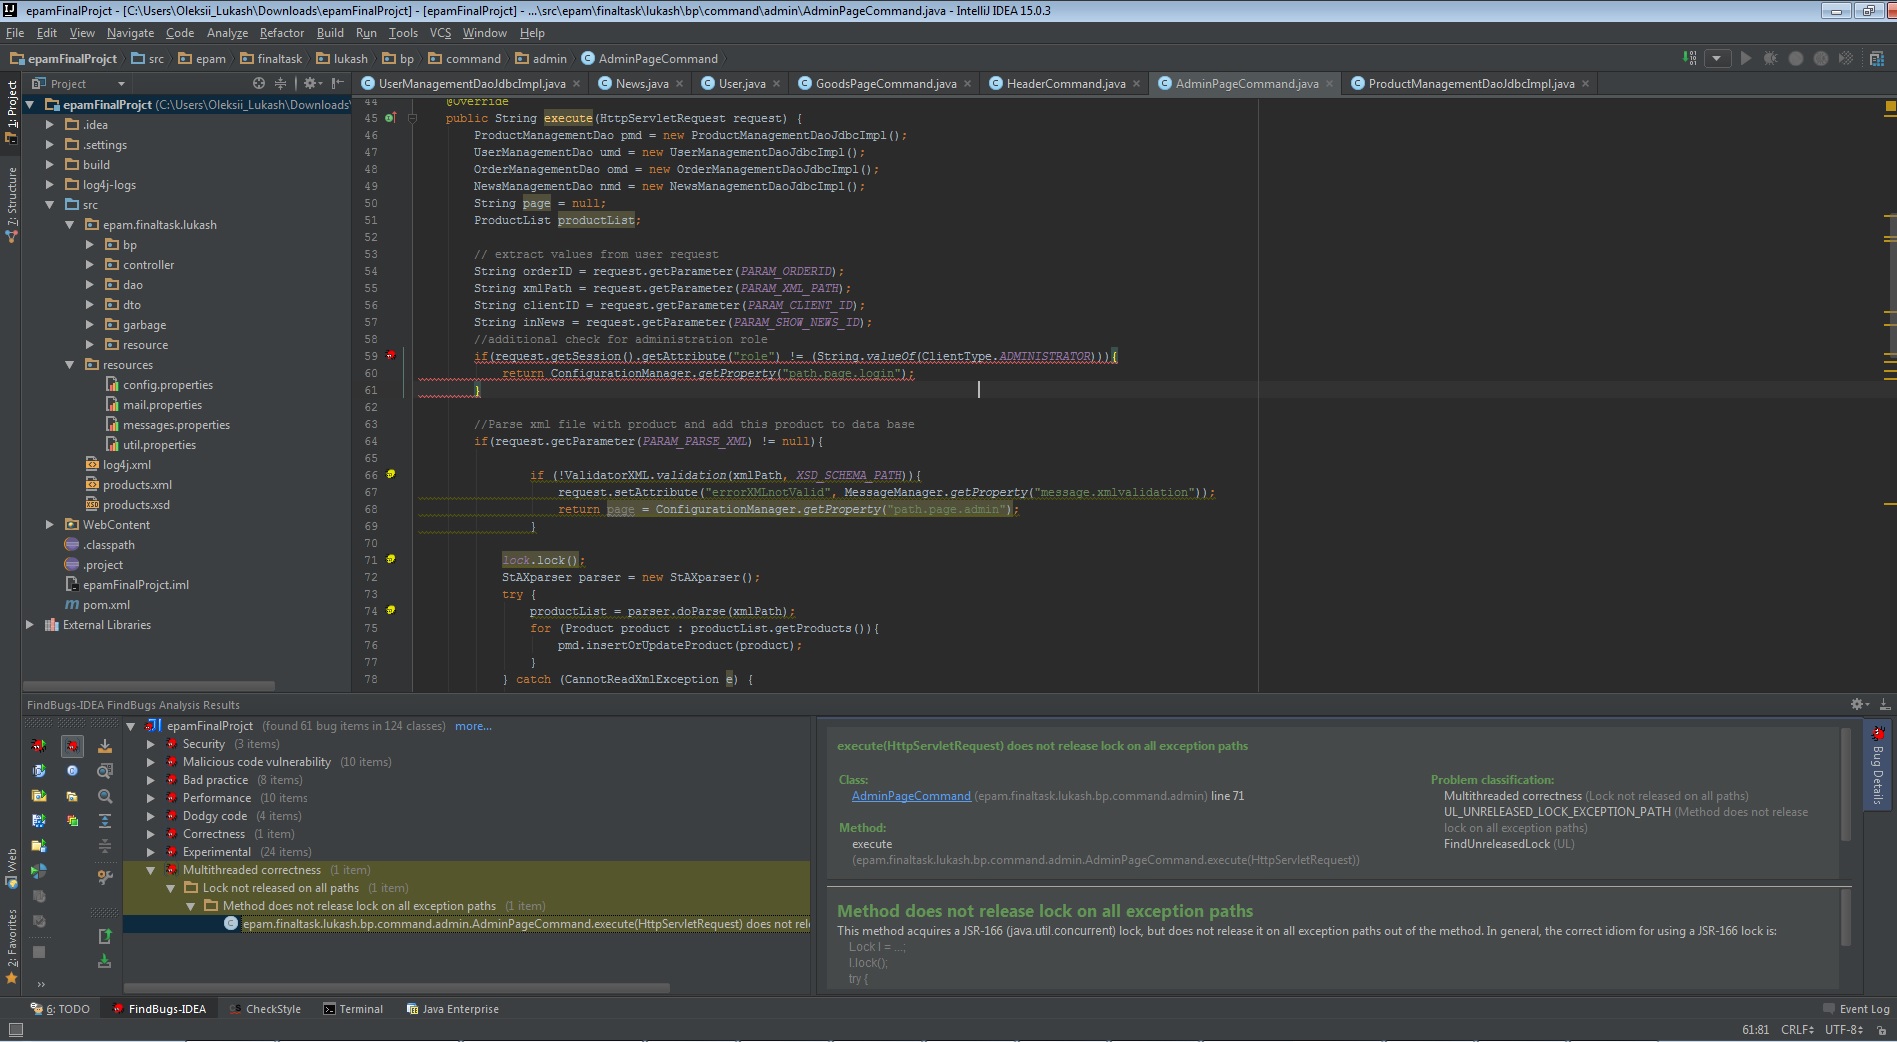 epamFinalProjct - [C:\Users\Oleksii_Lukash\Downloads\epamFinalProjct] - [epamFinalProjct] - ...\src\epam\finaltask\lukash\bp\command\admin\AdminPageCommand.java - IntelliJ IDEA 15.0.3
File Edit View Navigate Code Analyze Refactor Build Run Tools VCS Window Help
epamFinalProjct src epam finaltask lukash bp command admin AdminPageCommand
Project
UserManagementDaoJdbcImpl.java News.java User.java GoodsPageCommand.java HeaderCommand.java AdminPageCommand.java ProductManagementDaoJdbcImpl.java
1: Project
7: Structure
Web
2: Favorites
epamFinalProjct (C:\Users\Oleksii_Lukash\Downloads\
.idea
.settings
build
log4j-logs
src
epam.finaltask.lukash
bp
controller
dao
dto
garbage
resource
resources
config.properties
mail.properties
messages.properties
util.properties
log4j.xml
products.xml
products.xsd
WebContent
.classpath
.project
epamFinalProjct.iml
pom.xml
External Libraries
44 @Override
45 public String execute(HttpServletRequest request) {
46 ProductManagementDao pmd = new ProductManagementDaoJdbcImpl();
47 UserManagementDao umd = new UserManagementDaoJdbcImpl();
48 OrderManagementDao omd = new OrderManagementDaoJdbcImpl();
49 NewsManagementDao nmd = new NewsManagementDaoJdbcImpl();
50 String page = null;
51 ProductList productList;
52
53 // extract values from user request
54 String orderID = request.getParameter(PARAM_ORDERID);
55 String xmlPath = request.getParameter(PARAM_XML_PATH);
56 String clientID = request.getParameter(PARAM_CLIENT_ID);
57 String inNews = request.getParameter(PARAM_SHOW_NEWS_ID);
58 //additional check for administration role
59 if(request.getSession().getAttribute("role") != (String.valueOf(ClientType.ADMINISTRATOR))){
60 return ConfigurationManager.getProperty("path.page.login");
61 }
62
63 //Parse xml file with product and add this product to data base
64 if(request.getParameter(PARAM_PARSE_XML) != null){
65
66 if (!ValidatorXML.validation(xmlPath, XSD_SCHEMA_PATH)){
67 request.setAttribute("errorXMLnotValid", MessageManager.getProperty("message.xmlvalidation"));
68 return page = ConfigurationManager.getProperty("path.page.admin");
69 }
70
71 lock.lock();
72 StAXparser parser = new StAXparser();
73 try {
74 productList = parser.doParse(xmlPath);
75 for (Product product : productList.getProducts()){
76 pmd.insertOrUpdateProduct(product);
77 }
78 } catch (CannotReadXmlException e) {
FindBugs-IDEA FindBugs Analysis Results
epamFinalProjct (found 61 bug items in 124 classes) more...
Security (3 items)
Malicious code vulnerability (10 items)
Bad practice (8 items)
Performance (10 items
Dodgy code (4 items)
Correctness (1 item)
Experimental (24 items)
Multithreaded correctness (1 item)
Lock not released on all paths (1 item)
Method does not release lock on all exception paths (1 item)
epam.finaltask.lukash.bp.command.admin.AdminPageCommand.execute(HttpServletRequest) does not rele
execute(HttpServletRequest) does not release lock on all exception paths
Class:
AdminPageCommand (epam.finaltask.lukash.bp.command.admin) line 71
Method:
execute
(epam.finaltask.lukash.bp.command.admin.AdminPageCommand.execute(HttpServletRequest))
Problem classification:
Multithreaded correctness (Lock not released on all paths)
UL_UNRELEASED_LOCK_EXCEPTION_PATH (Method does not release
lock on all exception paths)
FindUnreleasedLock (UL)
Bug Details
Method does not release lock on all exception paths
This method acquires a JSR-166 (java.util.concurrent) lock, but does not release it on all exception paths out of the method. In general, the correct idiom for using a JSR-166 lock is:
Lock l = ...;
l.lock();
try {
6: TODO FindBugs-IDEA CheckStyle Terminal Java Enterprise Event Log
61:81 CRLF UTF-8